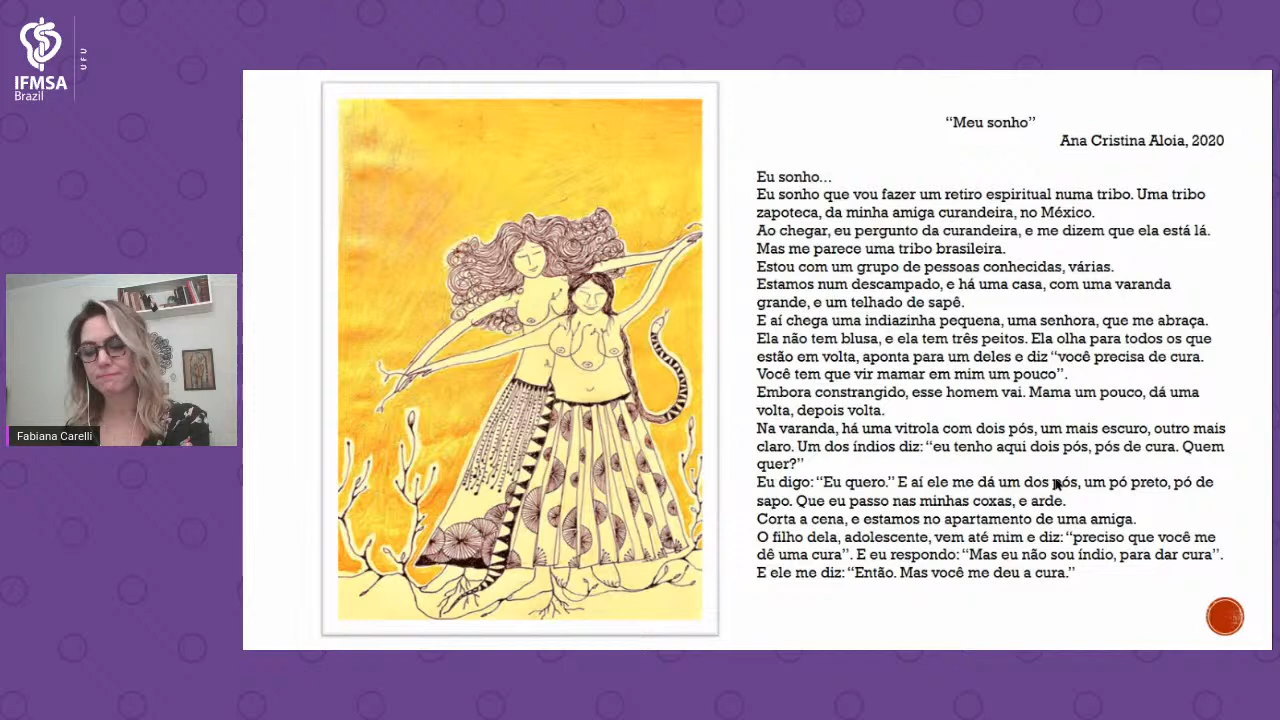 IFMSA
Brazil
UFU
Fabiana Carelli
“Meu sonho”
Ana Cristina Aloia, 2020
Eu sonho...
Eu sonho que vou fazer um retiro espiritual numa tribo. Uma tribo
zapoteca, da minha amiga curandeira, no México.
Ao chegar, eu pergunto da curandeira, e me dizem que ela está lá.
Mas me parece uma tribo brasileira.
Estou com um grupo de pessoas conhecidas, várias.
Estamos num descampado, e há uma casa, com uma varanda
grande, e um telhado de sapê.
E aí chega uma indiazinha pequena, uma senhora, que me abraça.
Ela não tem blusa, e ela tem três peitos. Ela olha para todos os que
estão em volta, aponta para um deles e diz “você precisa de cura.
Você tem que vir mamar em mim um pouco”.
Embora constrangido, esse homem vai. Mama um pouco, dá uma
volta, depois volta.
Na varanda, há uma vitrola com dois pós, um mais escuro, outro mais
claro. Um dos índios diz: “eu tenho aqui dois pós, pós de cura. Quem
quer?”
Eu digo: “Eu quero.” E aí ele me dá um dos pós, um pó preto, pó de
sapo. Que eu passo nas minhas coxas, e arde.
Corta a cena, e estamos no apartamento de uma amiga.
O filho dela, adolescente, vem até mim e diz: “preciso que você me
dê uma cura”. E eu respondo: “Mas eu não sou índio, para dar cura”.
E ele me diz: “Então. Mas você me deu a cura.”